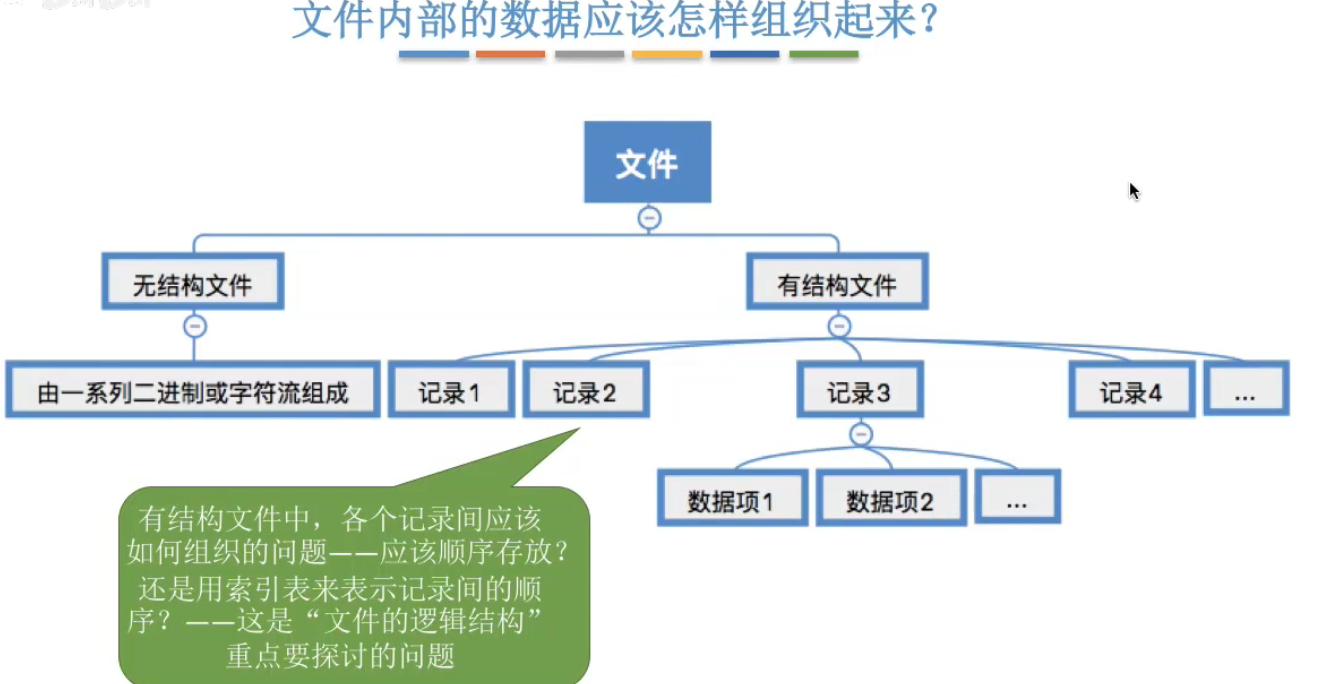 文件内部的数据应该怎样组织起来？
文件
无结构文件
有结构文件
由一系列二进制或字符流组成
记录1
记录2
记录3
记录4
...
数据项1
数据项2
...
有结构文件中，各个记录间应该
如何组织的问题——应该顺序存放？
还是用索引表来表示记录间的顺
序？——这是“文件的逻辑结构”
重点要探讨的问题